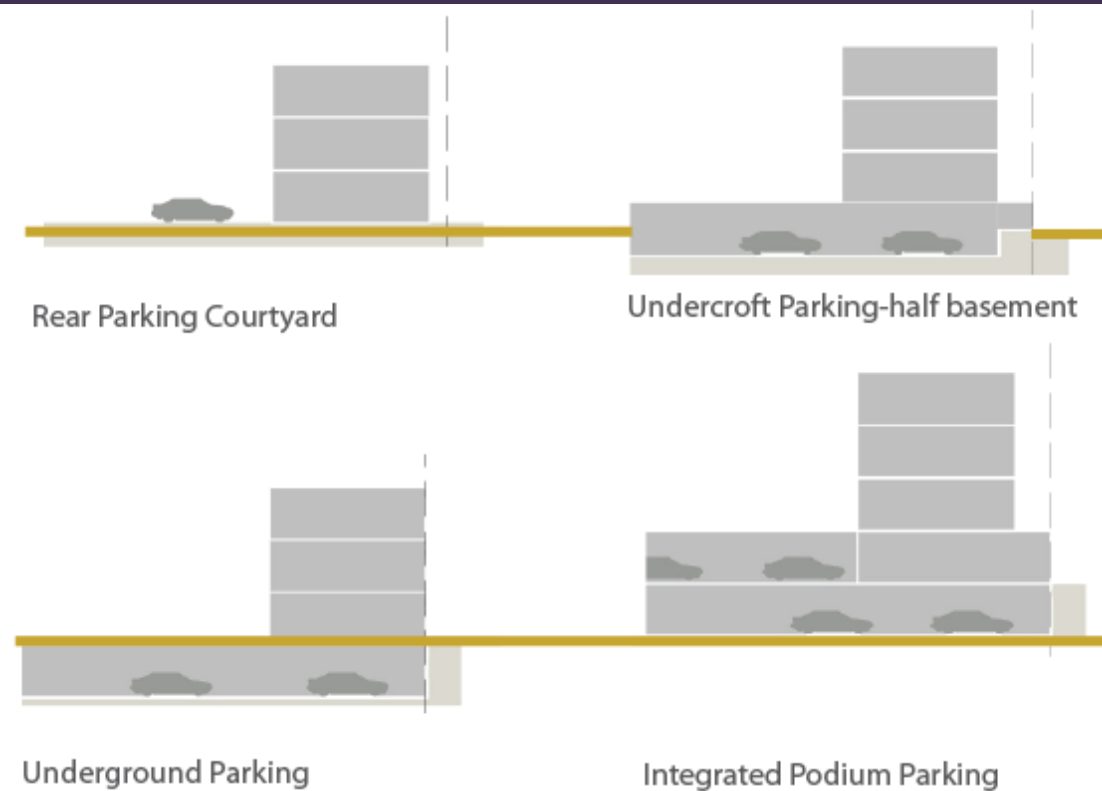 Rear Parking Courtyard
Undercroft Parking-half basement
Underground Parking
Integrated Podium Parking